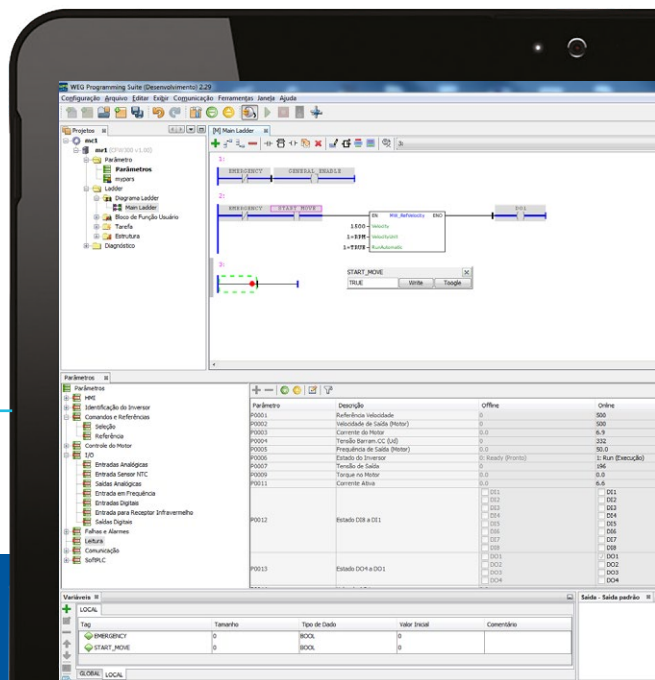 WEG Programming Suite (Desenvolvimento) 2.29
Configuração Arquivo Editar Exibir Comunicação Ferramentas Janela Ajuda
Projetos
[M] Main Ladder
mc1
mr1 (CFW300 v1.00)
Parâmetro
Parâmetros
mypars
Ladder
Diagrama Ladder
Main Ladder
Bloco de Função Usuário
Tarefa
Estrutura
Diagnóstico
1:
EMERGENCY GENERAL_ENABLE
2:
EMERGENCY START_MOVE DO1
EN ENO
1500- Velocity
1=RPM- VelocityUnit
1=TRUE- RunAutomatic
3:
START_MOVE
TRUE Write Toogle
Parâmetros
Parâmetros
HMI
Identificação do Inversor
Comandos e Referências
Seleção
Referência
Controle do Motor
I/O
Entradas Analógicas
Entrada Sensor NTC
Saídas Analógicas
Entrada em Frequência
Entradas Digitais
Entrada para Receptor Infravermelho
Saídas Digitais
Falhas e Alarmes
Leitura
Comunicação
SoftPLC
Parâmetro Descrição Offline Online
P0001 Referência Velocidade 0 500
P0002 Velocidade de Saída (Motor) 0 500
P0003 Corrente do Motor 0.0 6.9
P0004 Tensão Barram.CC (Ud) 0 332
P0005 Frequência de Saída (Motor) 0.0 50.0
P0006 Estado do Inversor 0: Ready (Pronto) 1: Run (Execução)
P0007 Tensão de Saída 0 196
P0009 Torque no Motor 0.0 0.0
P0011 Corrente Ativa 0.0 6.6
P0012 Estado DI8 a DI1
DI1 DI1
DI2 DI2
DI3 DI3
DI4 DI4
DI5 DI5
DI6 DI6
DI7 DI7
DI8 DI8
P0013 Estado DO4 a DO1
DO1 DO1
DO2 DO2
DO3 DO3
DO4 DO4
Variáveis
Saída - Saída padrão
LOCAL
Tag Tamanho Tipo de Dado Valor Inicial Comentário
EMERGENCY 0 BOOL 0
START_MOVE 0 BOOL 0
GLOBAL LOCAL